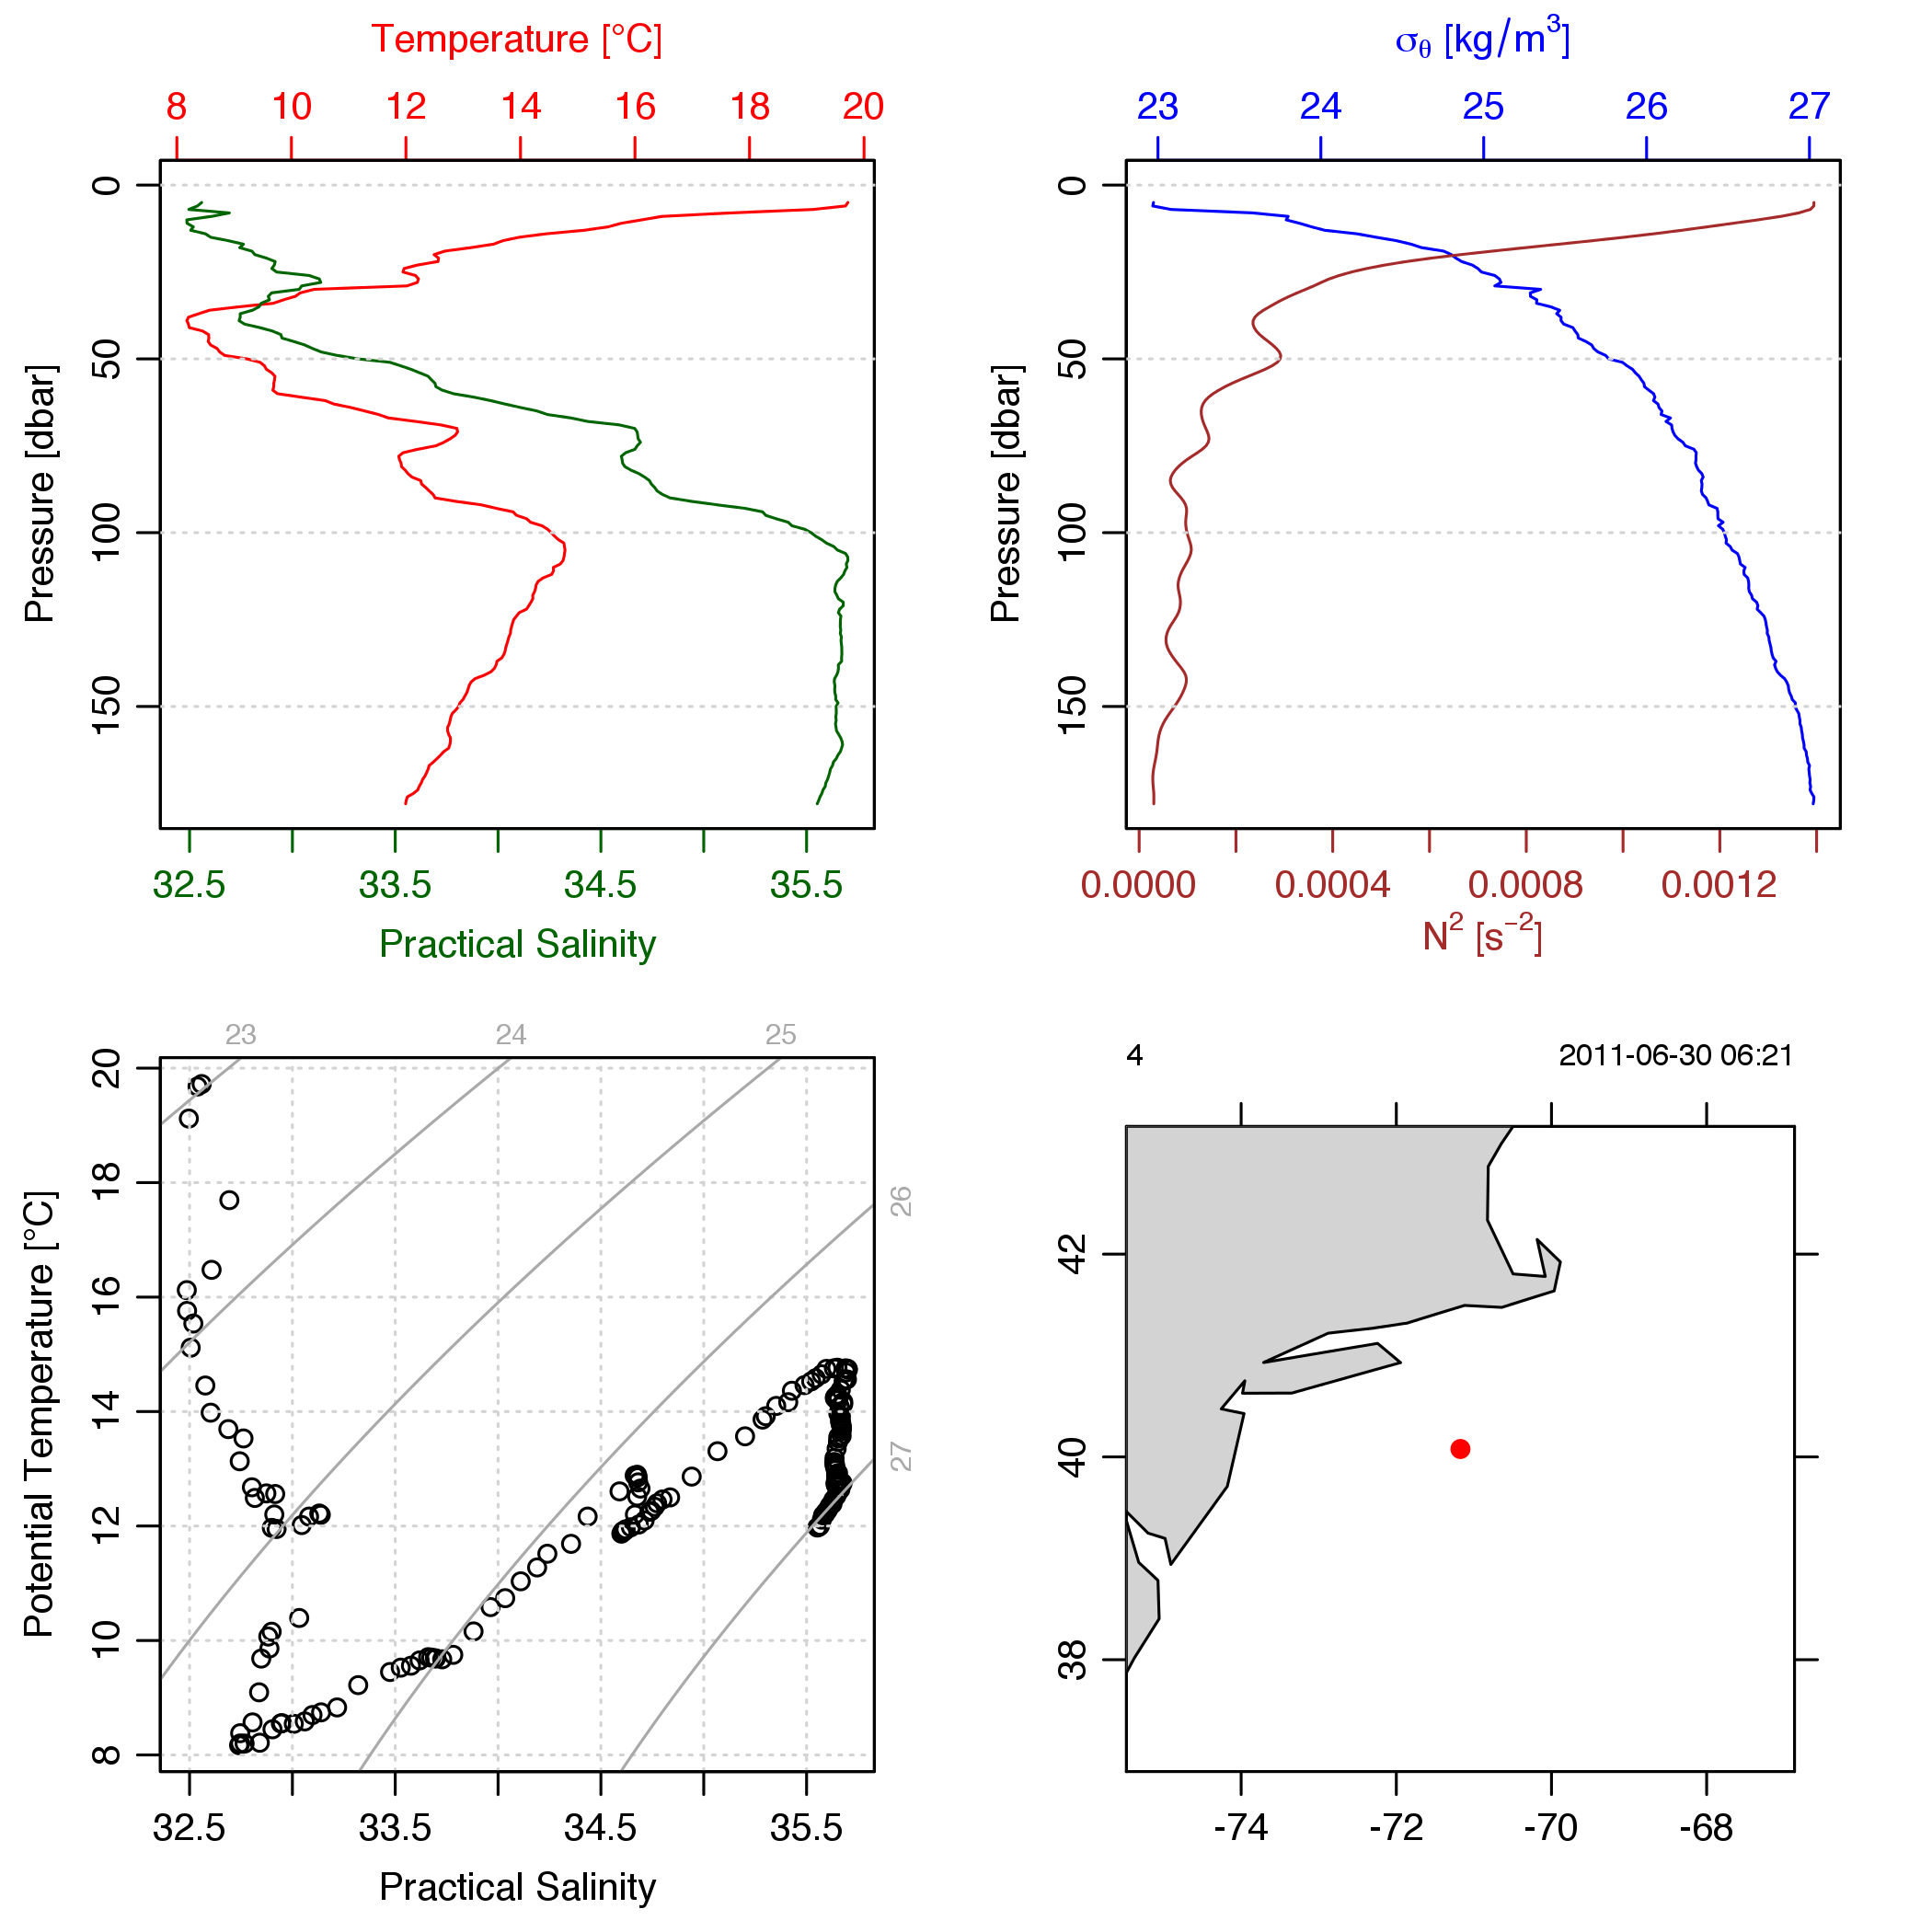 Temperature [°C]
8 10 12 14 16 18 20
0
50
100
150
Pressure [dbar]
32.5 33.5 34.5 35.5
Practical Salinity
σθ [kg/m³]
23 24 25 26 27
0
50
100
150
Pressure [dbar]
0.0000 0.0004 0.0008 0.0012
N² [s⁻²]
23 24 25
26
27
20
18
16
14
12
10
8
Potential Temperature [°C]
32.5 33.5 34.5 35.5
Practical Salinity
4 2011-06-30 06:21
42
40
38
-74 -72 -70 -68